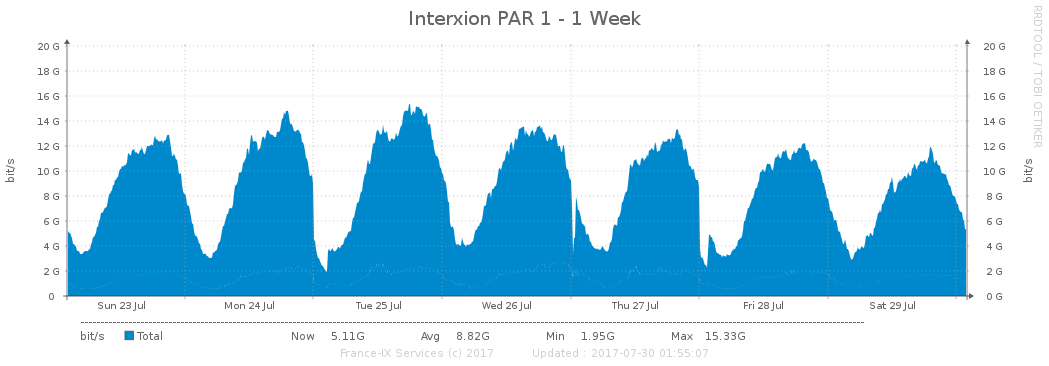 Interxion PAR 1 - 1 Week
RRDTOOL / TOBI OETIKER
20 G 20 G
18 G 18 G
16 G 16 G
14 G 14 G
12 G 12 G
10 G 10 G
8 G 8 G
6 G 6 G
4 G 4 G
2 G 2 G
0 0 G
bit/s
bit/s
Sun 23 Jul Mon 24 Jul Tue 25 Jul Wed 26 Jul Thu 27 Jul Fri 28 Jul Sat 29 Jul
bit/s Total Now 5.11G Avg 8.82G Min 1.95G Max 15.33G
France-IX Services (c) 2017 Updated : 2017-07-30 01:55:07